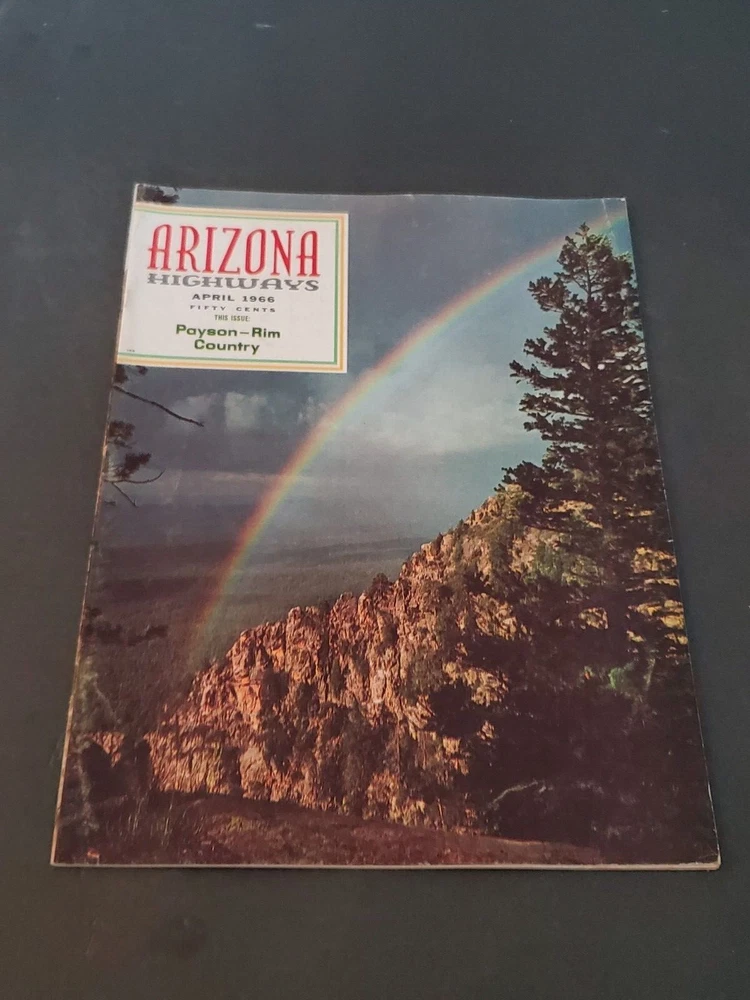 ARIZONA
HIGHWAYS
APRIL 1966
FIFTY CENTS
THIS ISSUE:
Payson—Rim
Country